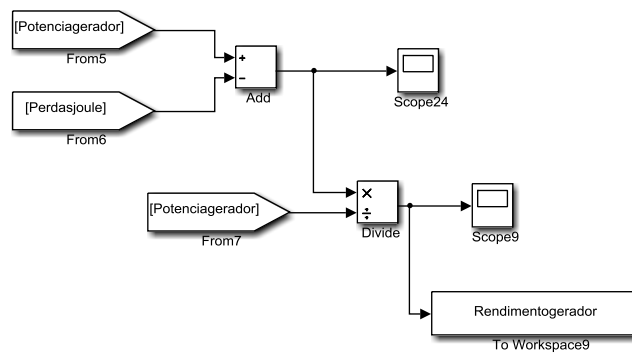 [Potenciagerador]
From5
[Perdasjoule]
From6
+
−
Add
Scope24
[Potenciagerador]
From7
×
÷
Divide
Scope9
Rendimentogerador
To Workspace9